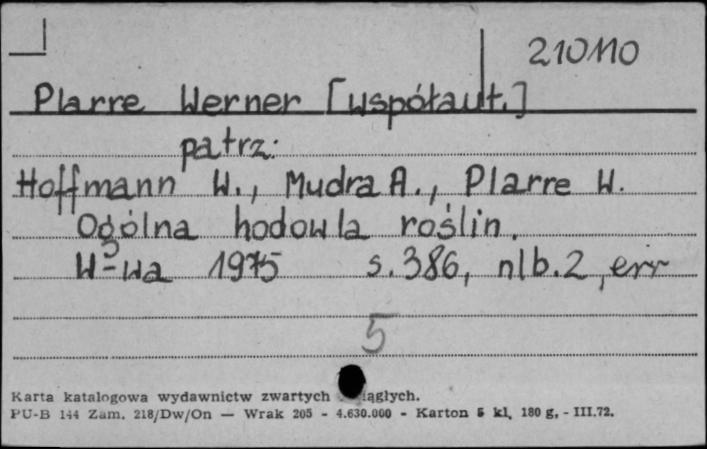 210110
Plarre Werner [współaut.]
patrz:
Hoffmann W., Mudra A., Plarre W.
Ogólna hodowla roślin.
W-wa 1975 s. 386, nlb. 2, err
5
Karta katalogowa wydawnictw zwartych ciągłych.
PU-B 144 Zam. 218/Dw/On — Wrak 205 - 4.630.000 - Karton 5 kl, 180 g, - III.72.